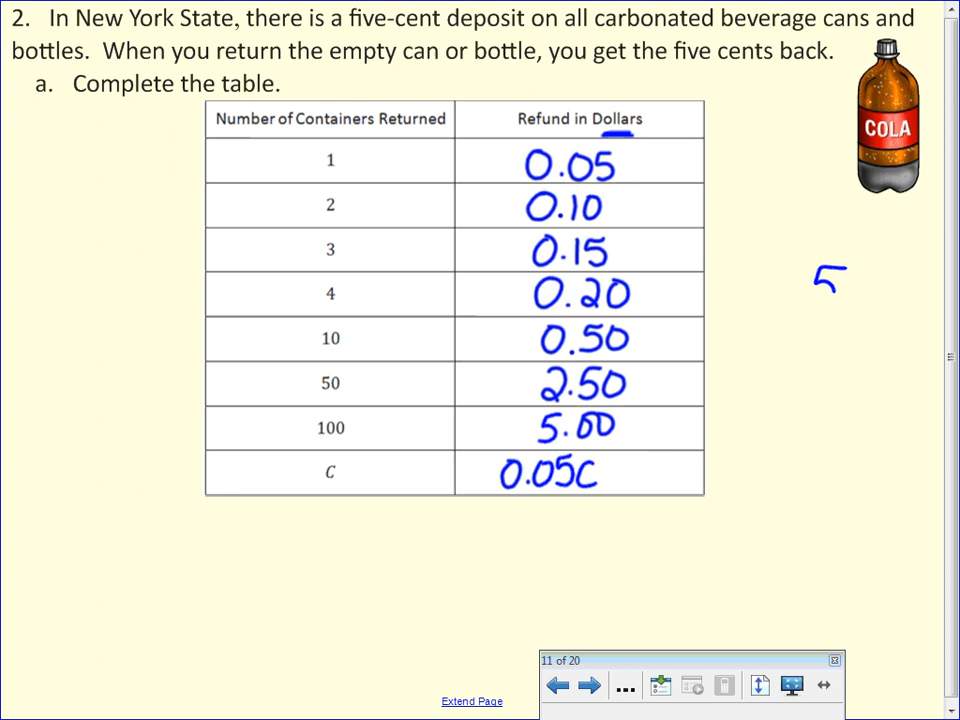 2. In New York State, there is a five-cent deposit on all carbonated beverage cans and
bottles. When you return the empty can or bottle, you get the five cents back.
a. Complete the table.
COLA
Number of Containers Returned Refund in Dollars
1 0.05
2 0.10
3 0.15
4 0.20
10 0.50
50 2.50
100 5.00
C 0.05C
5
11 of 20
Extend Page